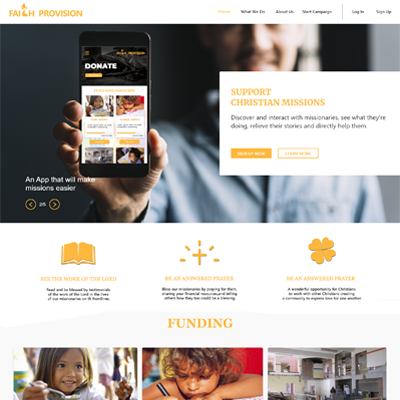 FAITH PROVISION
Home What We Do About Us Start Campaign Log In Sign Up
FAITH PROVISION
DONATE
SUPPORT
CHRISTIAN MISSIONS
Discover and interact with missionaries, see what they're
doing, relieve their stories and directly help them.
SIGN UP NOW LEARN MORE
An App that will make
missions easier
2/5
SEE THE WORK OF THE LORD
BE AN ANSWERED PRAYER
BE AN ANSWERED PRAYER
Read and be blessed by testimonials
of the work of the Lord in the lives
of our missionaries on th frontlines.
Bless our missionaries by praying for them,
sharing your financial resources and telling
others how they too could be a blessing
A wonderful opportunity for Christians
to work with other Christians creating
a community to express love for one another
FUNDING